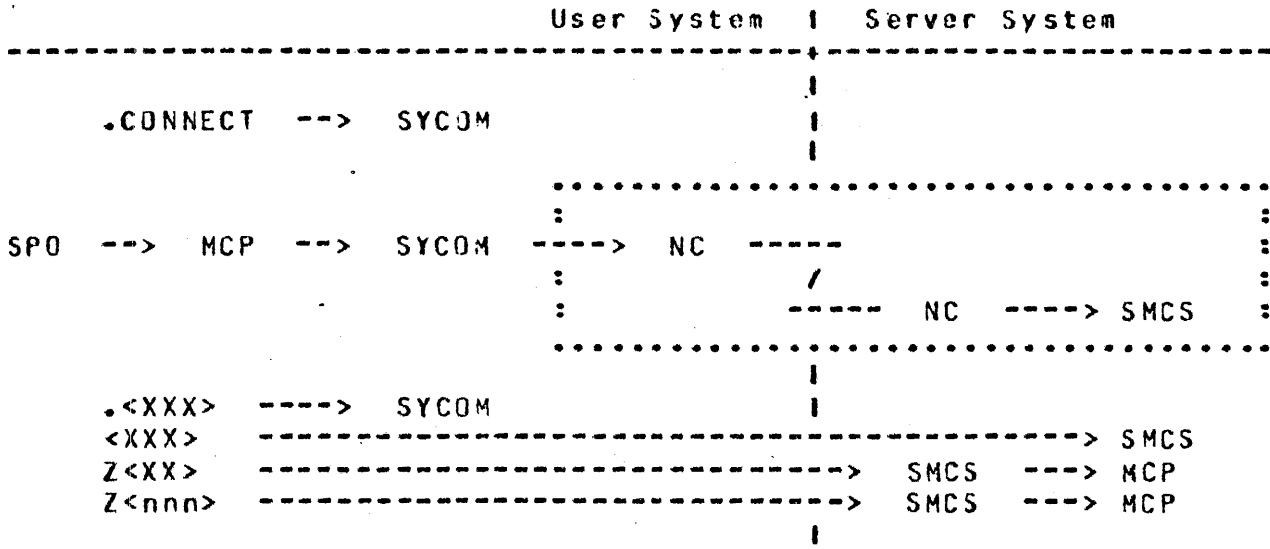 User System | Server System
.CONNECT --> SYCOM
SPO --> MCP --> SYCOM ----> NC -----
/
----- NC ----> SMCS
.<XXX> ----> SYCOM
<XXX> ------------------------------------------> SMCS
Z<XX> ------------------------------> SMCS ---> MCP
Z<nnn> ------------------------------> SMCS ---> MCP